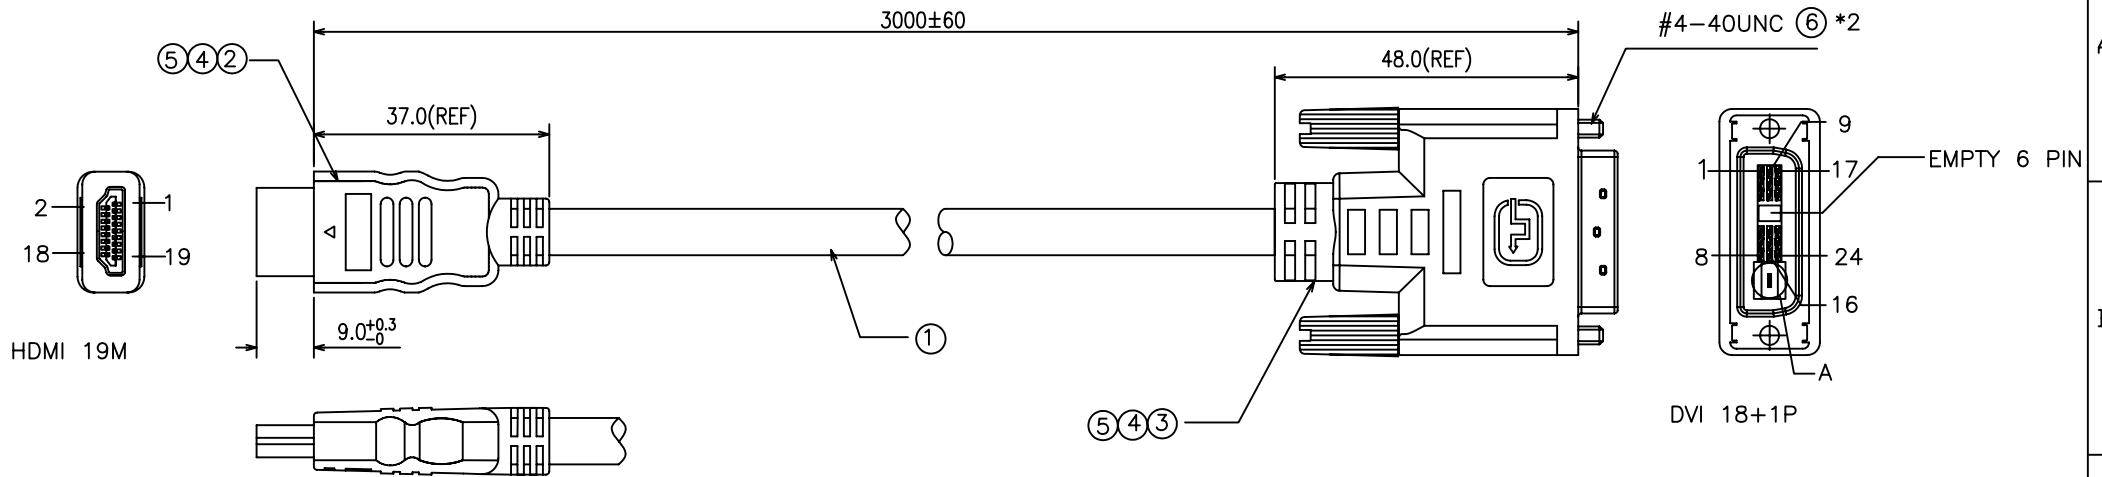 3000±60
#4-40UNC ⑥ *2
⑤④② 
48.0(REF)
37.0(REF)
9
EMPTY 6 PIN
1
17
2
1
18
19
8
24
16
9.0+0.3-0
①
HDMI 19M
A
⑤④③
DVI 18+1P